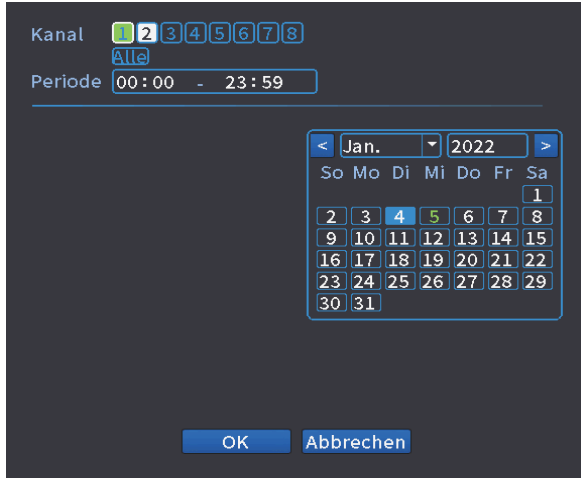 Kanal 1 2 3 4 5 6 7 8
Alle
Periode 00:00 - 23:59
< Jan. 2022 >
So Mo Di Mi Do Fr Sa
1
2 3 4 5 6 7 8
9 10 11 12 13 14 15
16 17 18 19 20 21 22
23 24 25 26 27 28 29
30 31
OK Abbrechen